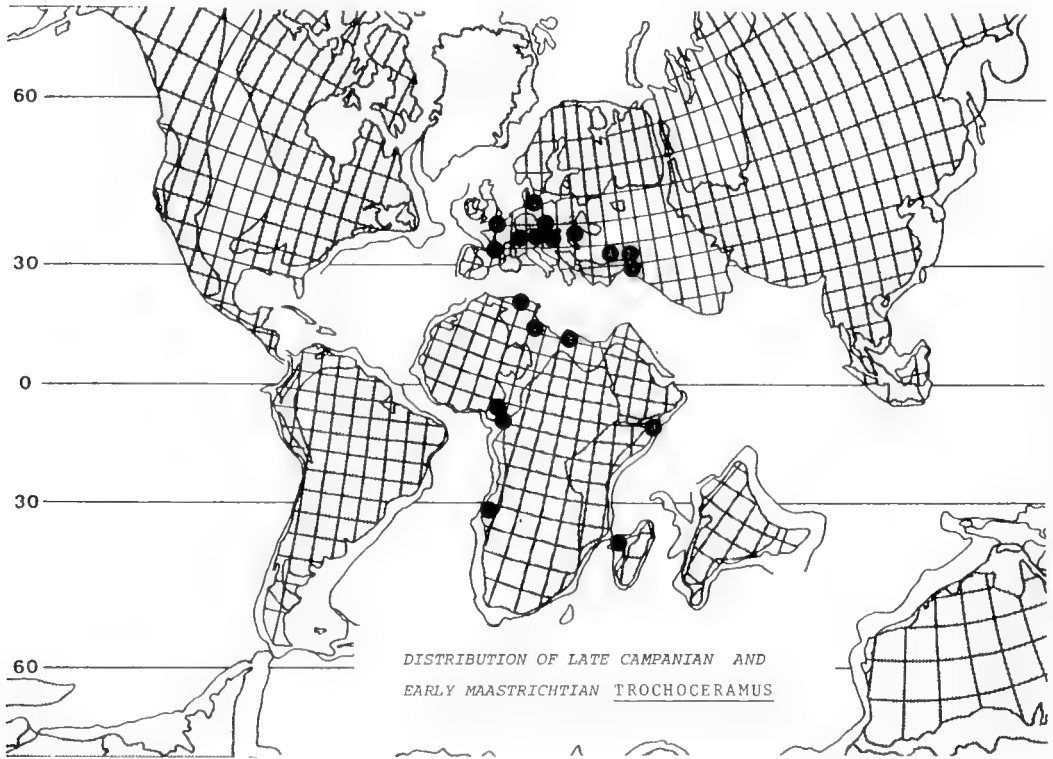 60
30
0
30
60
DISTRIBUTION OF LATE CAMPANIAN AND
EARLY MAASTRICHTIAN TROCHOCERAMUS